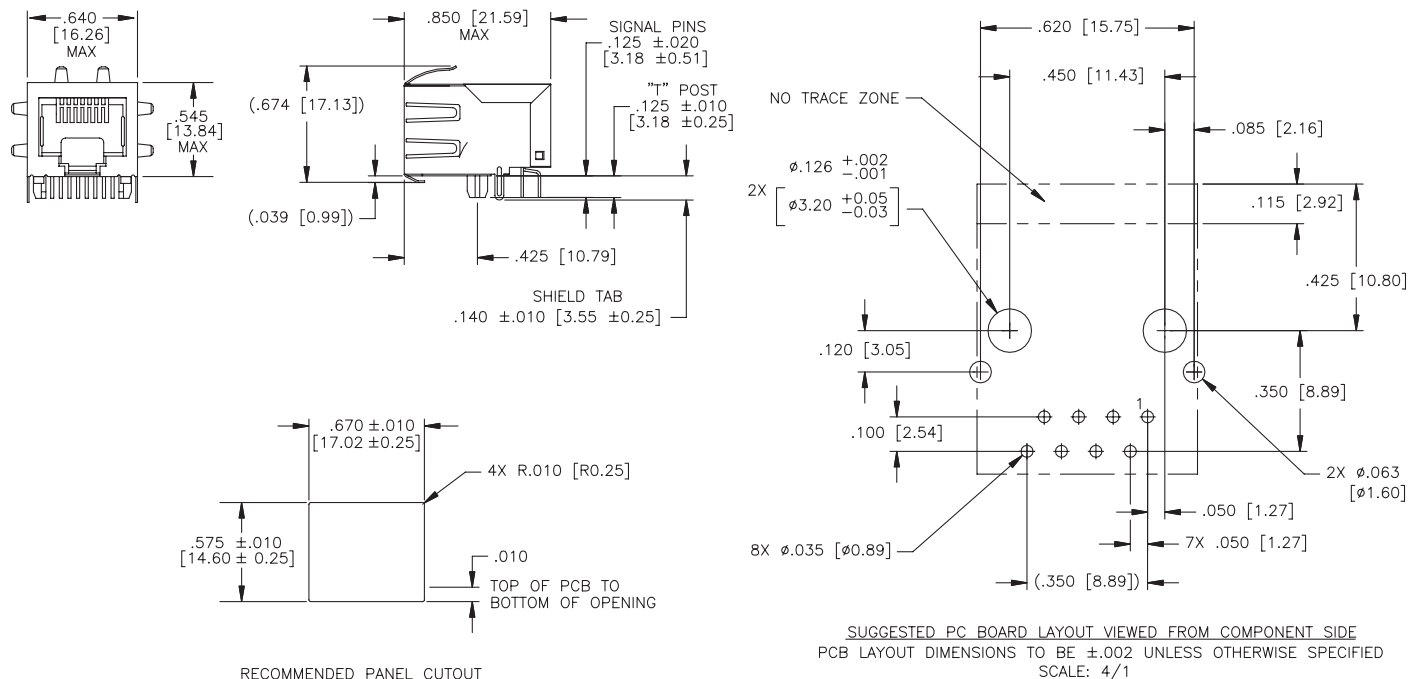 .640
[16.26]
MAX
.545
[13.84]
MAX
.850 [21.59]
MAX
(.674 [17.13])
(.039 [0.99])
SIGNAL PINS
.125 ±.020
[3.18 ±0.51]
"T" POST
.125 ±.010
[3.18 ±0.25]
.425 [10.79]
SHIELD TAB
.140 ±.010 [3.55 ±0.25]
.670 ±.010
[17.02 ±0.25]
4X R.010 [R0.25]
.575 ±.010
[14.60 ± 0.25]
.010
TOP OF PCB TO
BOTTOM OF OPENING
RECOMMENDED PANEL CUTOUT
.620 [15.75]
.450 [11.43]
NO TRACE ZONE
.085 [2.16]
ø.126 +.002 -.001
2X [ø3.20 +0.05 -0.03]
.115 [2.92]
.425 [10.80]
.120 [3.05]
.350 [8.89]
1
.100 [2.54]
2X ø.063
[ø1.60]
.050 [1.27]
8X ø.035 [ø0.89]
7X .050 [1.27]
(.350 [8.89])
SUGGESTED PC BOARD LAYOUT VIEWED FROM COMPONENT SIDE
PCB LAYOUT DIMENSIONS TO BE ±.002 UNLESS OTHERWISE SPECIFIED
SCALE: 4/1